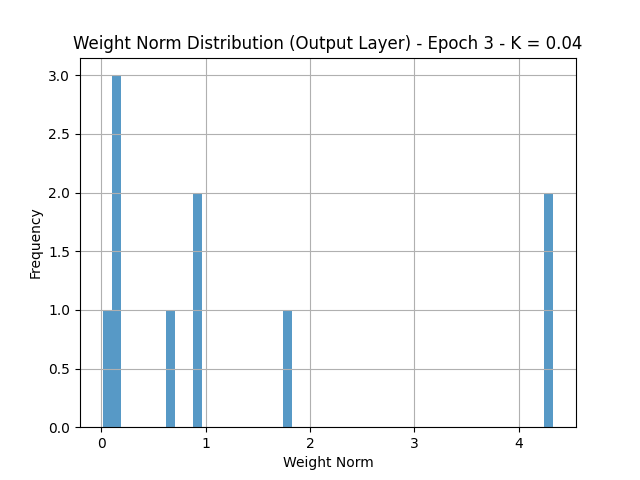 Weight Norm Distribution (Output Layer) - Epoch 3 - K = 0.04
3.0
2.5
2.0
1.5
1.0
0.5
0.0
Frequency
0 1 2 3 4
Weight Norm